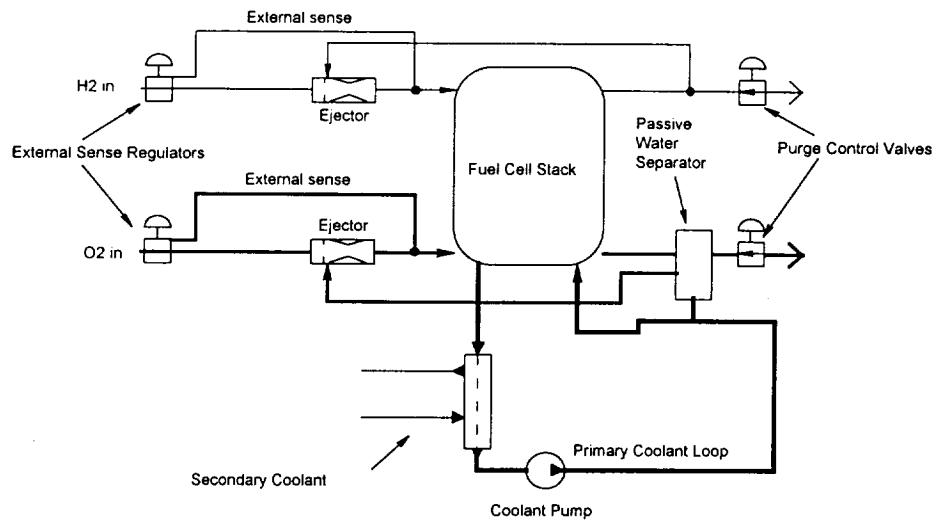 External sense
H2 in
Ejector
External Sense Regulators
Fuel Cell Stack
Passive
Water
Separator
Purge Control Valves
External sense
Ejector
O2 in
Primary Coolant Loop
Secondary Coolant
Coolant Pump